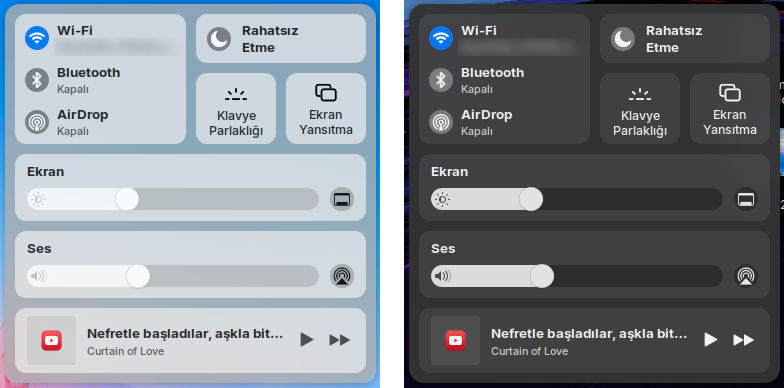 Wi-Fi
Bluetooth
Kapalı
AirDrop
Kapalı
Rahatsız
Etme
Klavye
Parlaklığı
Ekran
Yansıtma
Ekran
Ses
Nefretle başladılar, aşkla bit...
Curtain of Love
Wi-Fi
Bluetooth
Kapalı
AirDrop
Kapalı
Rahatsız
Etme
Klavye
Parlaklığı
Ekran
Yansıtma
Ekran
Ses
Nefretle başladılar, aşkla bit...
Curtain of Love